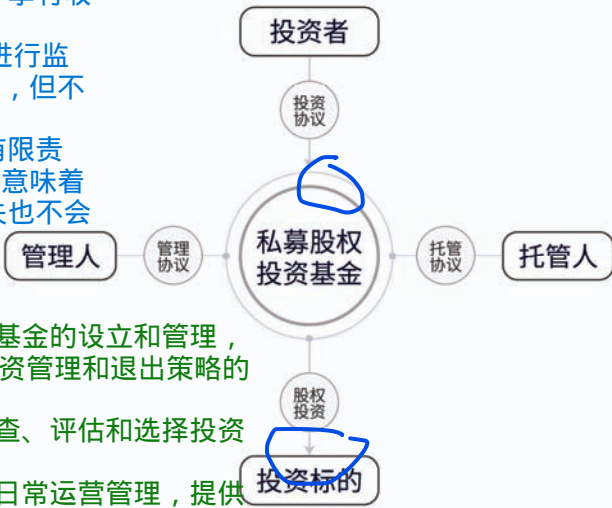 投资者
进行监
，但不
投资
协议
有限责
意味着
也不会
管理人
管理
协议
私募股权
投资基金
托管
协议
托管人
基金的设立和管理，
资管理和退出策略的
股权
投资
查、评估和选择投资
日常运营管理，提供
投资标的